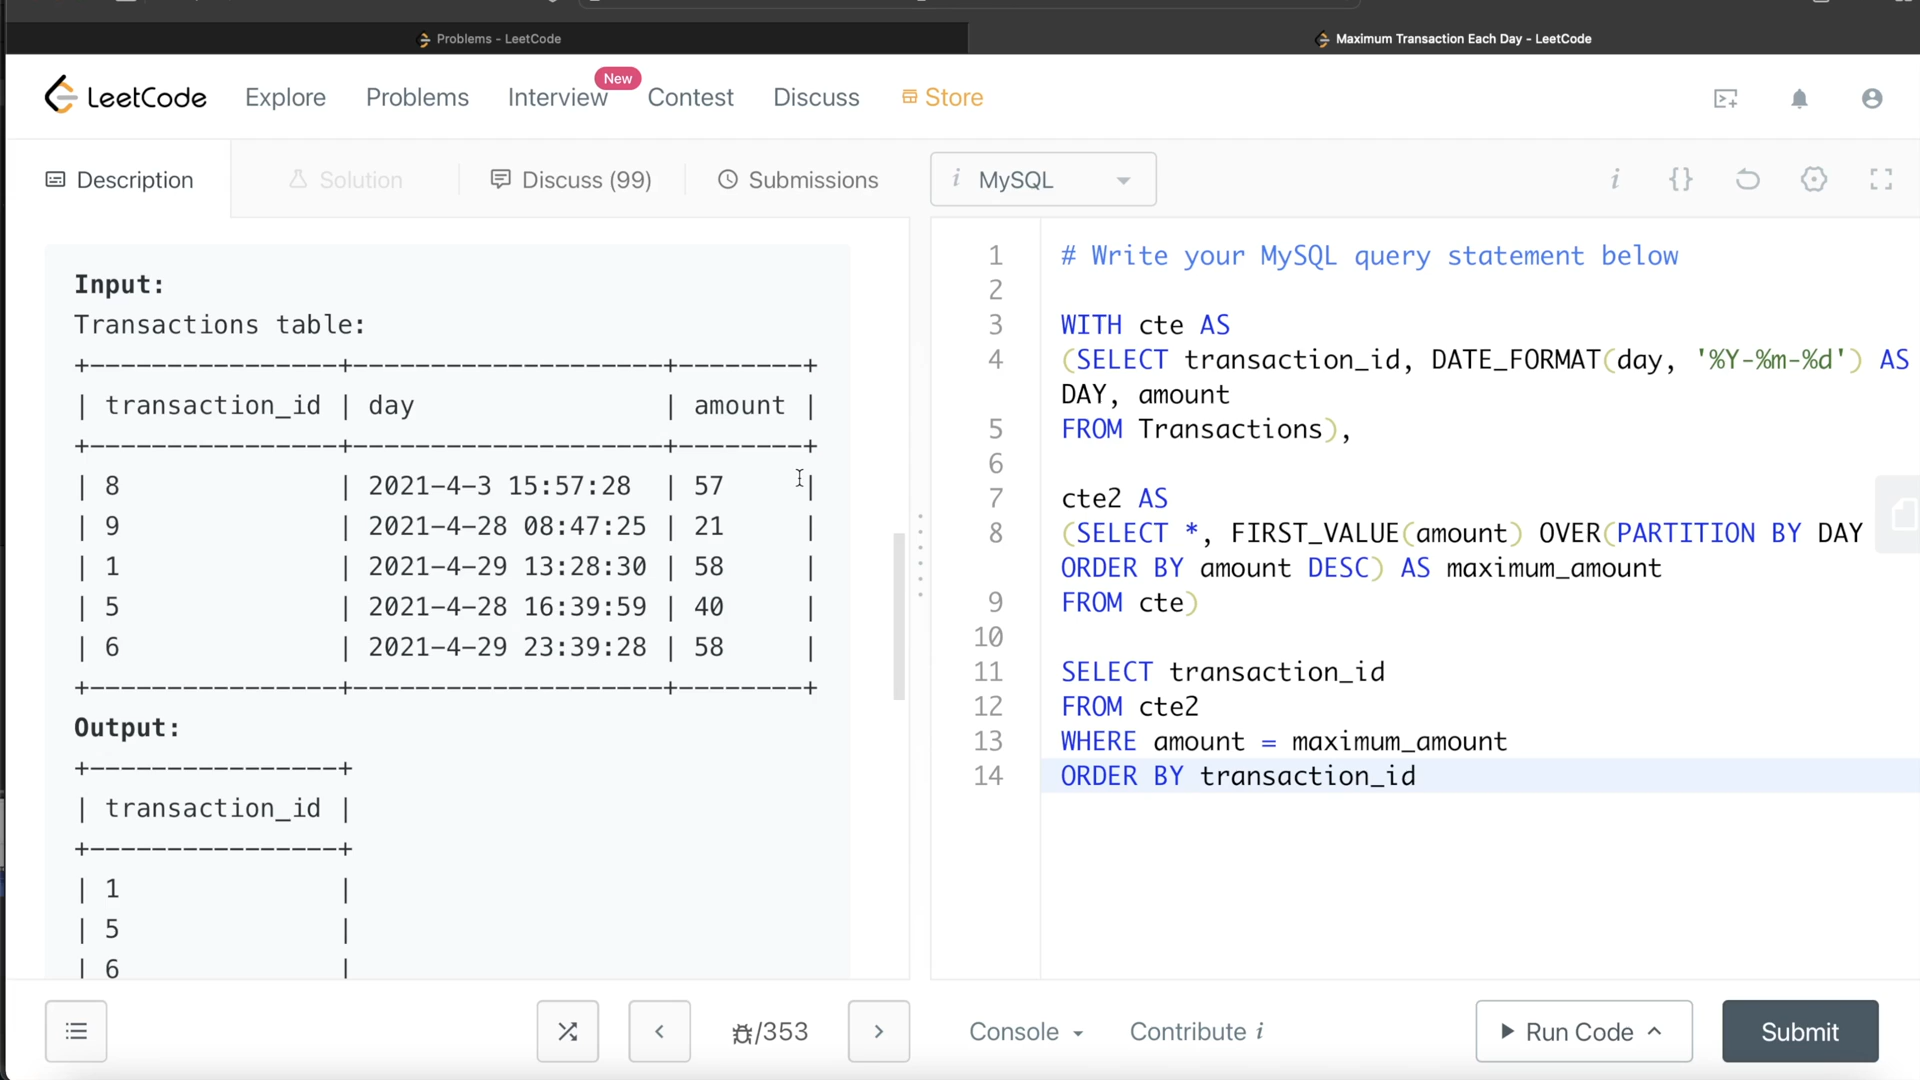 Problems - LeetCode
Maximum Transaction Each Day - LeetCode
LeetCode
Explore
Problems
Interview
New
Contest
Discuss
Store
Description
Solution
Discuss (99)
Submissions
i MySQL
i {}
Input:
Transactions table:
+-----------------+---------------------+--------+
| transaction_id | day | amount |
+-----------------+---------------------+--------+
| 8 | 2021-4-3 15:57:28 | 57 |
| 9 | 2021-4-28 08:47:25 | 21 |
| 1 | 2021-4-29 13:28:30 | 58 |
| 5 | 2021-4-28 16:39:59 | 40 |
| 6 | 2021-4-29 23:39:28 | 58 |
+-----------------+---------------------+--------+
Output:
+-----------------+
| transaction_id |
+-----------------+
| 1 |
| 5 |
| 6 |
1 # Write your MySQL query statement below
2
3 WITH cte AS
4 (SELECT transaction_id, DATE_FORMAT(day, '%Y-%m-%d') AS
DAY, amount
5 FROM Transactions),
6
7 cte2 AS
8 (SELECT *, FIRST_VALUE(amount) OVER(PARTITION BY DAY
ORDER BY amount DESC) AS maximum_amount
9 FROM cte)
10
11 SELECT transaction_id
12 FROM cte2
13 WHERE amount = maximum_amount
14 ORDER BY transaction_id
/353
Console
Contribute i
Run Code
Submit